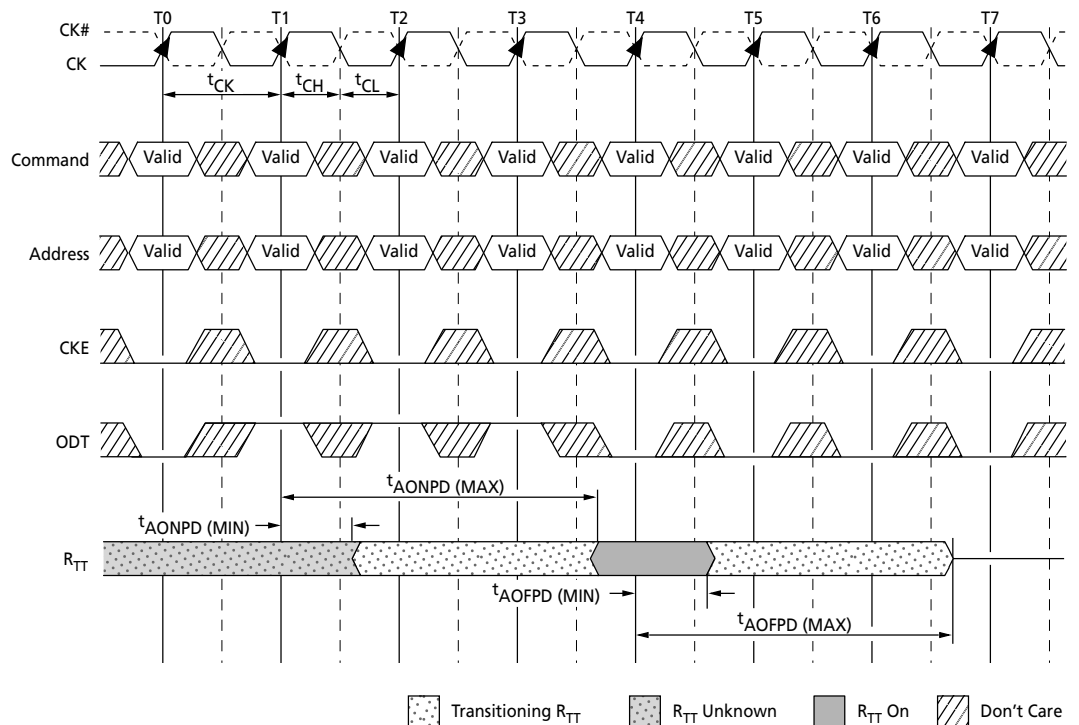 T0 T1 T2 T3 T4 T5 T6 T7
CK#
CK
tCK tCH tCL
Command Valid Valid Valid Valid Valid Valid Valid Valid
Address Valid Valid Valid Valid Valid Valid Valid Valid
CKE
ODT
tAONPD (MAX)
tAONPD (MIN)
RTT
tAOFPD (MIN)
tAOFPD (MAX)
Transitioning RTT RTT Unknown RTT On Don't Care